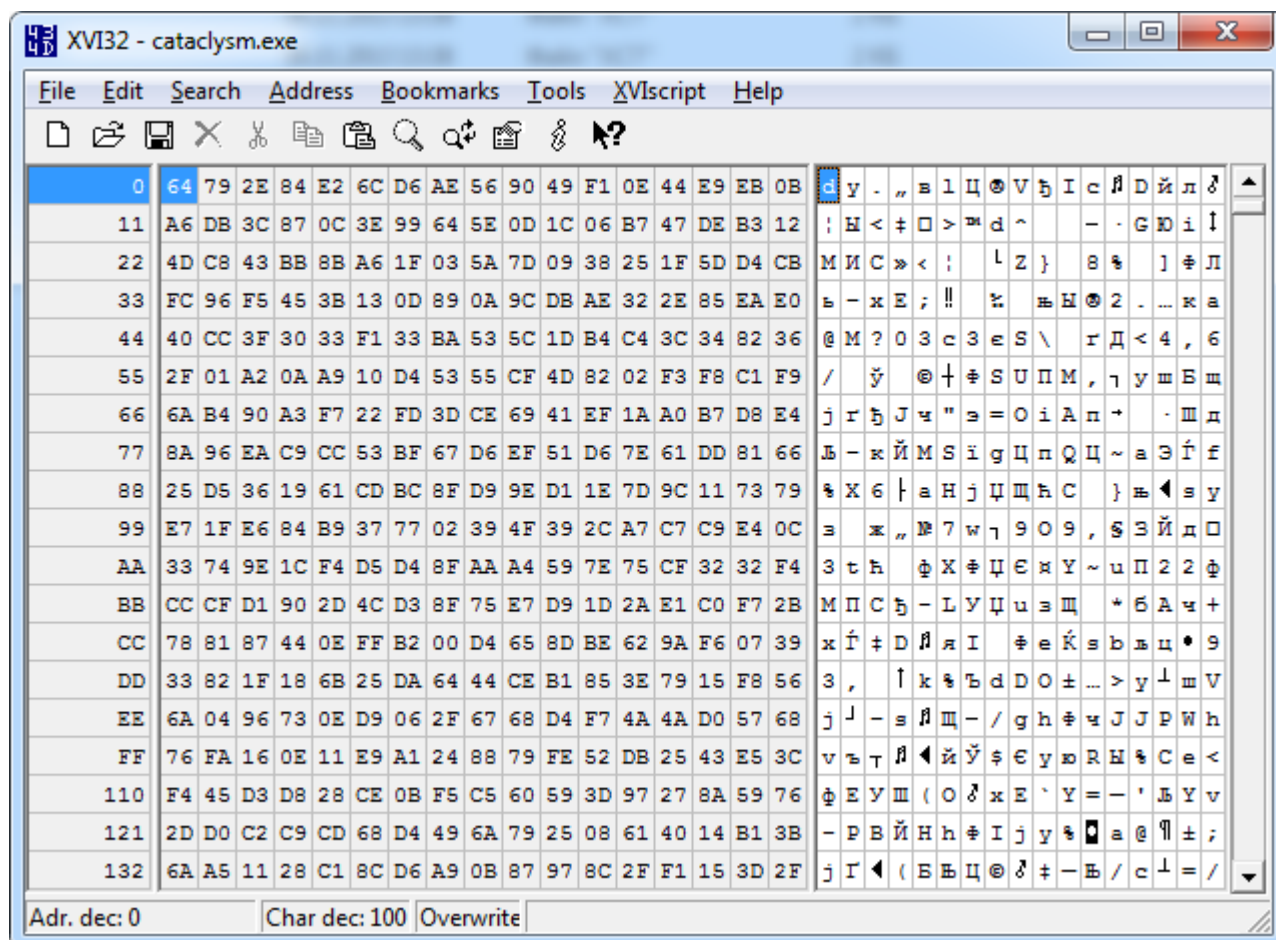 XVI32 - cataclysm.exe
File Edit Search Address Bookmarks Tools XVIscript Help
0 64 79 2E 84 E2 6C D6 AE 56 90 49 F1 0E 44 E9 EB 0B d y . „ в l Ц ® V ђ I с ♫ D й л ♂
11 A6 DB 3C 87 0C 3E 99 64 5E 0D 1C 06 B7 47 DE B3 12 ¦ Ы < ‡ □ > ™ d ^ – · G Ю і ↕
22 4D C8 43 BB 8B A6 1F 03 5A 7D 09 38 25 1F 5D D4 CB M И C » ‹ ¦ └ Z } 8 % ] Ф Л
33 FC 96 F5 45 3B 13 0D 89 0A 9C DB AE 32 2E 85 EA E0 ь – х E ; ‼ ‰ њ Ы ® 2 . … к а
44 40 CC 3F 30 33 F1 33 BA 53 5C 1D B4 C4 3C 34 82 36 @ М ? 0 3 с 3 є S \ ґ Д < 4 ‚ 6
55 2F 01 A2 0A A9 10 D4 53 55 CF 4D 82 02 F3 F8 C1 F9 / ў © ┼ Ф S U П M ‚ ┐ у ш Б щ
66 6A B4 90 A3 F7 22 FD 3D CE 69 41 EF 1A A0 B7 D8 E4 j ґ ђ Ј ч " э = О i A п → · Ш д
77 8A 96 EA C9 CC 53 BF 67 D6 EF 51 D6 7E 61 DD 81 66 Љ – к Й М S ї g Ц п Q Ц ~ a Э Ѓ f
88 25 D5 36 19 61 CD BC 8F D9 9E D1 1E 7D 9C 11 73 79 % Х 6 ├ a Н ј Џ Щ ћ С } њ ◄ s y
99 E7 1F E6 84 B9 37 77 02 39 4F 39 2C A7 C7 C9 E4 0C з ж „ № 7 w ┐ 9 O 9 , § З Й д □
AA 33 74 9E 1C F4 D5 D4 8F AA A4 59 7E 75 CF 32 32 F4 3 t ћ ф Х Ф Џ Є ¤ Y ~ u П 2 2 ф
BB CC CF D1 90 2D 4C D3 8F 75 E7 D9 1D 2A E1 C0 F7 2B М П С ђ - L У Џ u з Щ * б А ч +
CC 78 81 87 44 0E FF B2 00 D4 65 8D BE 62 9A F6 07 39 x Ѓ ‡ D ♫ я І Ф e Ќ ѕ b љ ц • 9
DD 33 82 1F 18 6B 25 DA 64 44 CE B1 85 3E 79 15 F8 56 3 ‚ ↑ k % Ъ d D О ± … > y ┴ ш V
EE 6A 04 96 73 0E D9 06 2F 67 68 D4 F7 4A 4A D0 57 68 j ┘ – s ♫ Щ – / g h Ф ч J J Р W h
FF 76 FA 16 0E 11 E9 A1 24 88 79 FE 52 DB 25 43 E5 3C v ъ ┬ ♫ ◄ й Ў $ € y ю R Ы % C е <
110 F4 45 D3 D8 28 CE 0B F5 C5 60 59 3D 97 27 8A 59 76 ф E У Ш ( О ♂ х Е ` Y = — ' Љ Y v
121 2D D0 C2 C9 CD 68 D4 49 6A 79 25 08 61 40 14 B1 3B - Р В Й Н h Ф I j y % ◘ a @ ¶ ± ;
132 6A A5 11 28 C1 8C D6 A9 0B 87 97 8C 2F F1 15 3D 2F j Ґ ◄ ( Б Њ Ц © ♂ ‡ — Њ / с ┴ = /
Adr. dec: 0 Char dec: 100 Overwrite